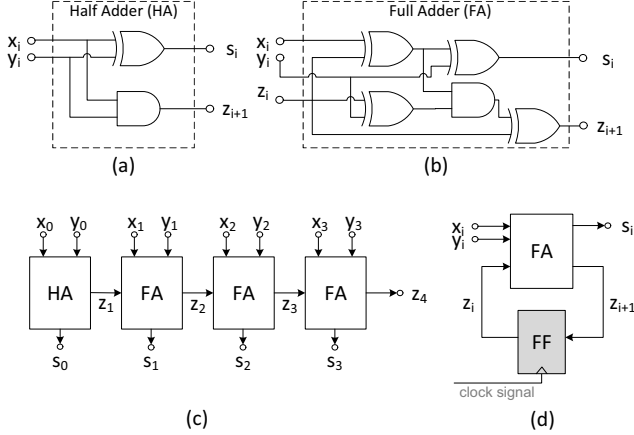 Half Adder (HA)
xᵢ
yᵢ
sᵢ
zᵢ₊₁
(a)
Full Adder (FA)
xᵢ
yᵢ
zᵢ
sᵢ
zᵢ₊₁
(b)
x₀ y₀ x₁ y₁ x₂ y₂ x₃ y₃
HA z₁ FA z₂ FA z₃ FA z₄
s₀ s₁ s₂ s₃
(c)
xᵢ
yᵢ
FA
sᵢ
zᵢ
zᵢ₊₁
FF
clock signal
(d)